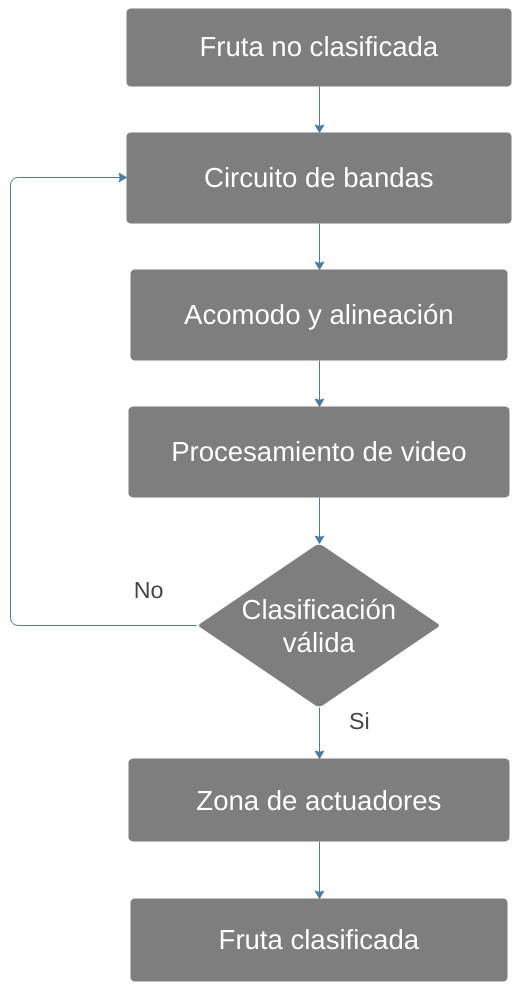 Fruta no clasificada
Circuito de bandas
Acomodo y alineación
Procesamiento de video
No
Clasificación
válida
Si
Zona de actuadores
Fruta clasificada